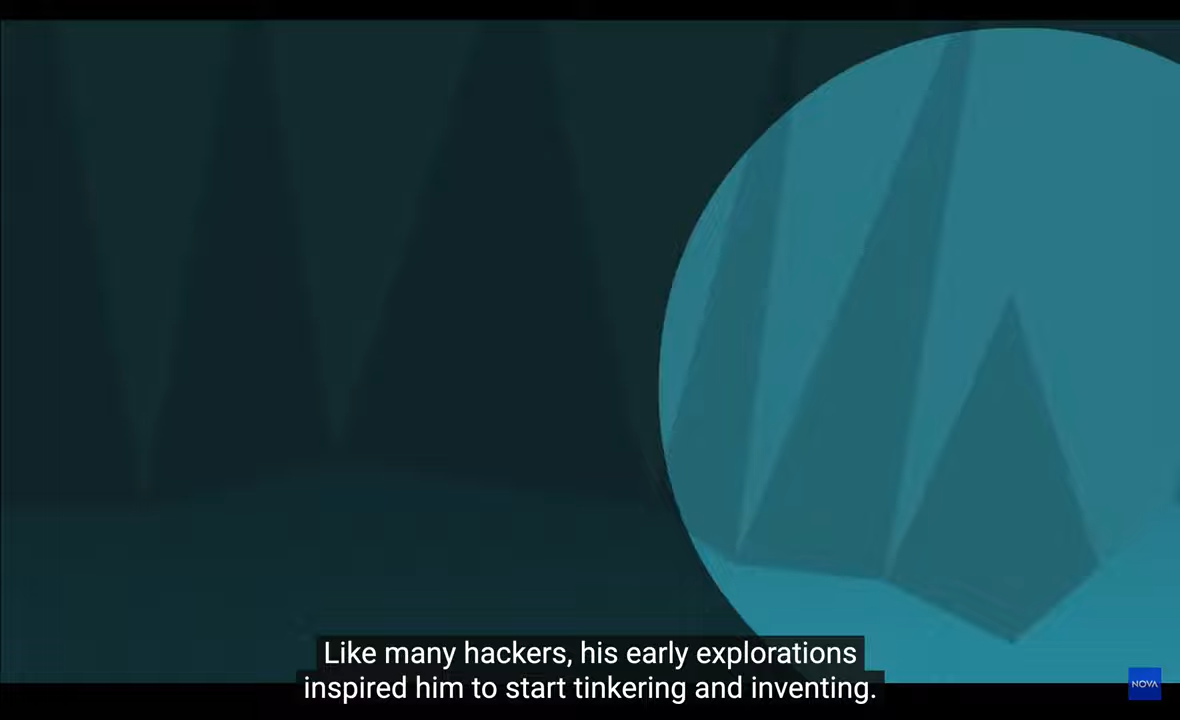 Like many hackers, his early explorations
inspired him to start tinkering and inventing.
NOVA